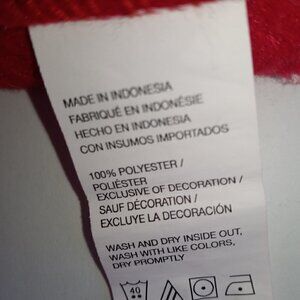 MADE IN INDONESIA
FABRIQUÉ EN INDONÉSIE
HECHO EN INDONESIA
CON INSUMOS IMPORTADOS
100% POLYESTER /
POLIÉSTER
EXCLUSIVE OF DECORATION /
SAUF DÉCORATION /
EXCLUYE LA DECORACIÓN
WASH AND DRY INSIDE OUT,
WASH WITH LIKE COLORS,
DRY PROMPTLY
40